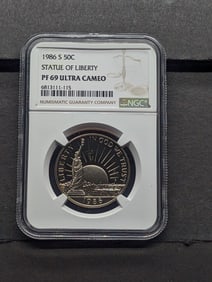 1986 S 50C
STATUE OF LIBERTY
PF 69 ULTRA CAMEO
6813111-115
NUMISMATIC GUARANTY COMPANY
NGC
LIBERTY
IN GOD WE TRUST
1986